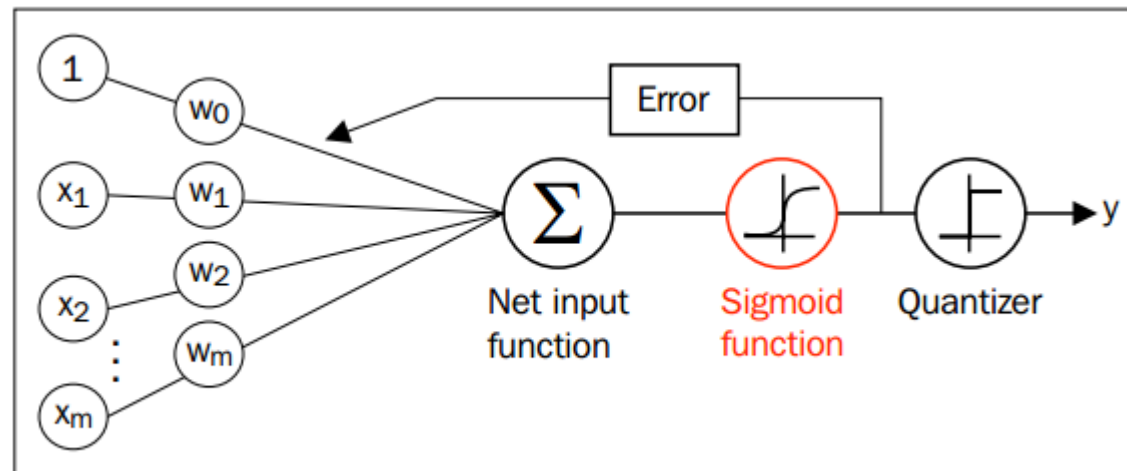 1
w0
Error
x1
w1
Σ
y
w2
x2
Net input
function
Sigmoid
function
Quantizer
wm
⋮
xm